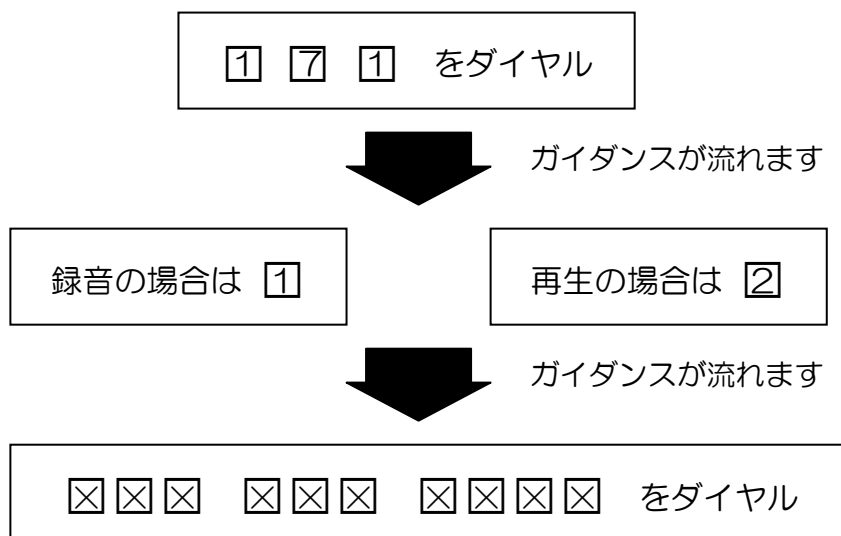 1 7 1 をダイヤル
ガイダンスが流れます
録音の場合は 1
再生の場合は 2
ガイダンスが流れます
××× ××× ×××× をダイヤル